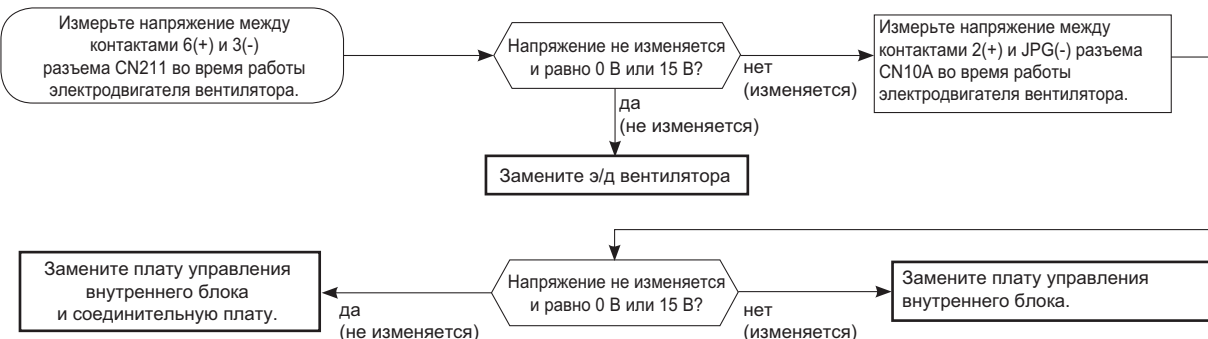 Измерьте напряжение между
контактами 6(+) и 3(-)
разъема CN211 во время работы
электродвигателя вентилятора.
Напряжение не изменяется
и равно 0 В или 15 В?
нет
(изменяется)
Измерьте напряжение между
контактами 2(+) и JPG(-) разъема
CN10A во время работы
электродвигателя вентилятора.
да
(не изменяется)
Замените э/д вентилятора
Замените плату управления
внутреннего блока
и соединительную плату.
да
(не изменяется)
Напряжение не изменяется
и равно 0 В или 15 В?
нет
(изменяется)
Замените плату управления
внутреннего блока.